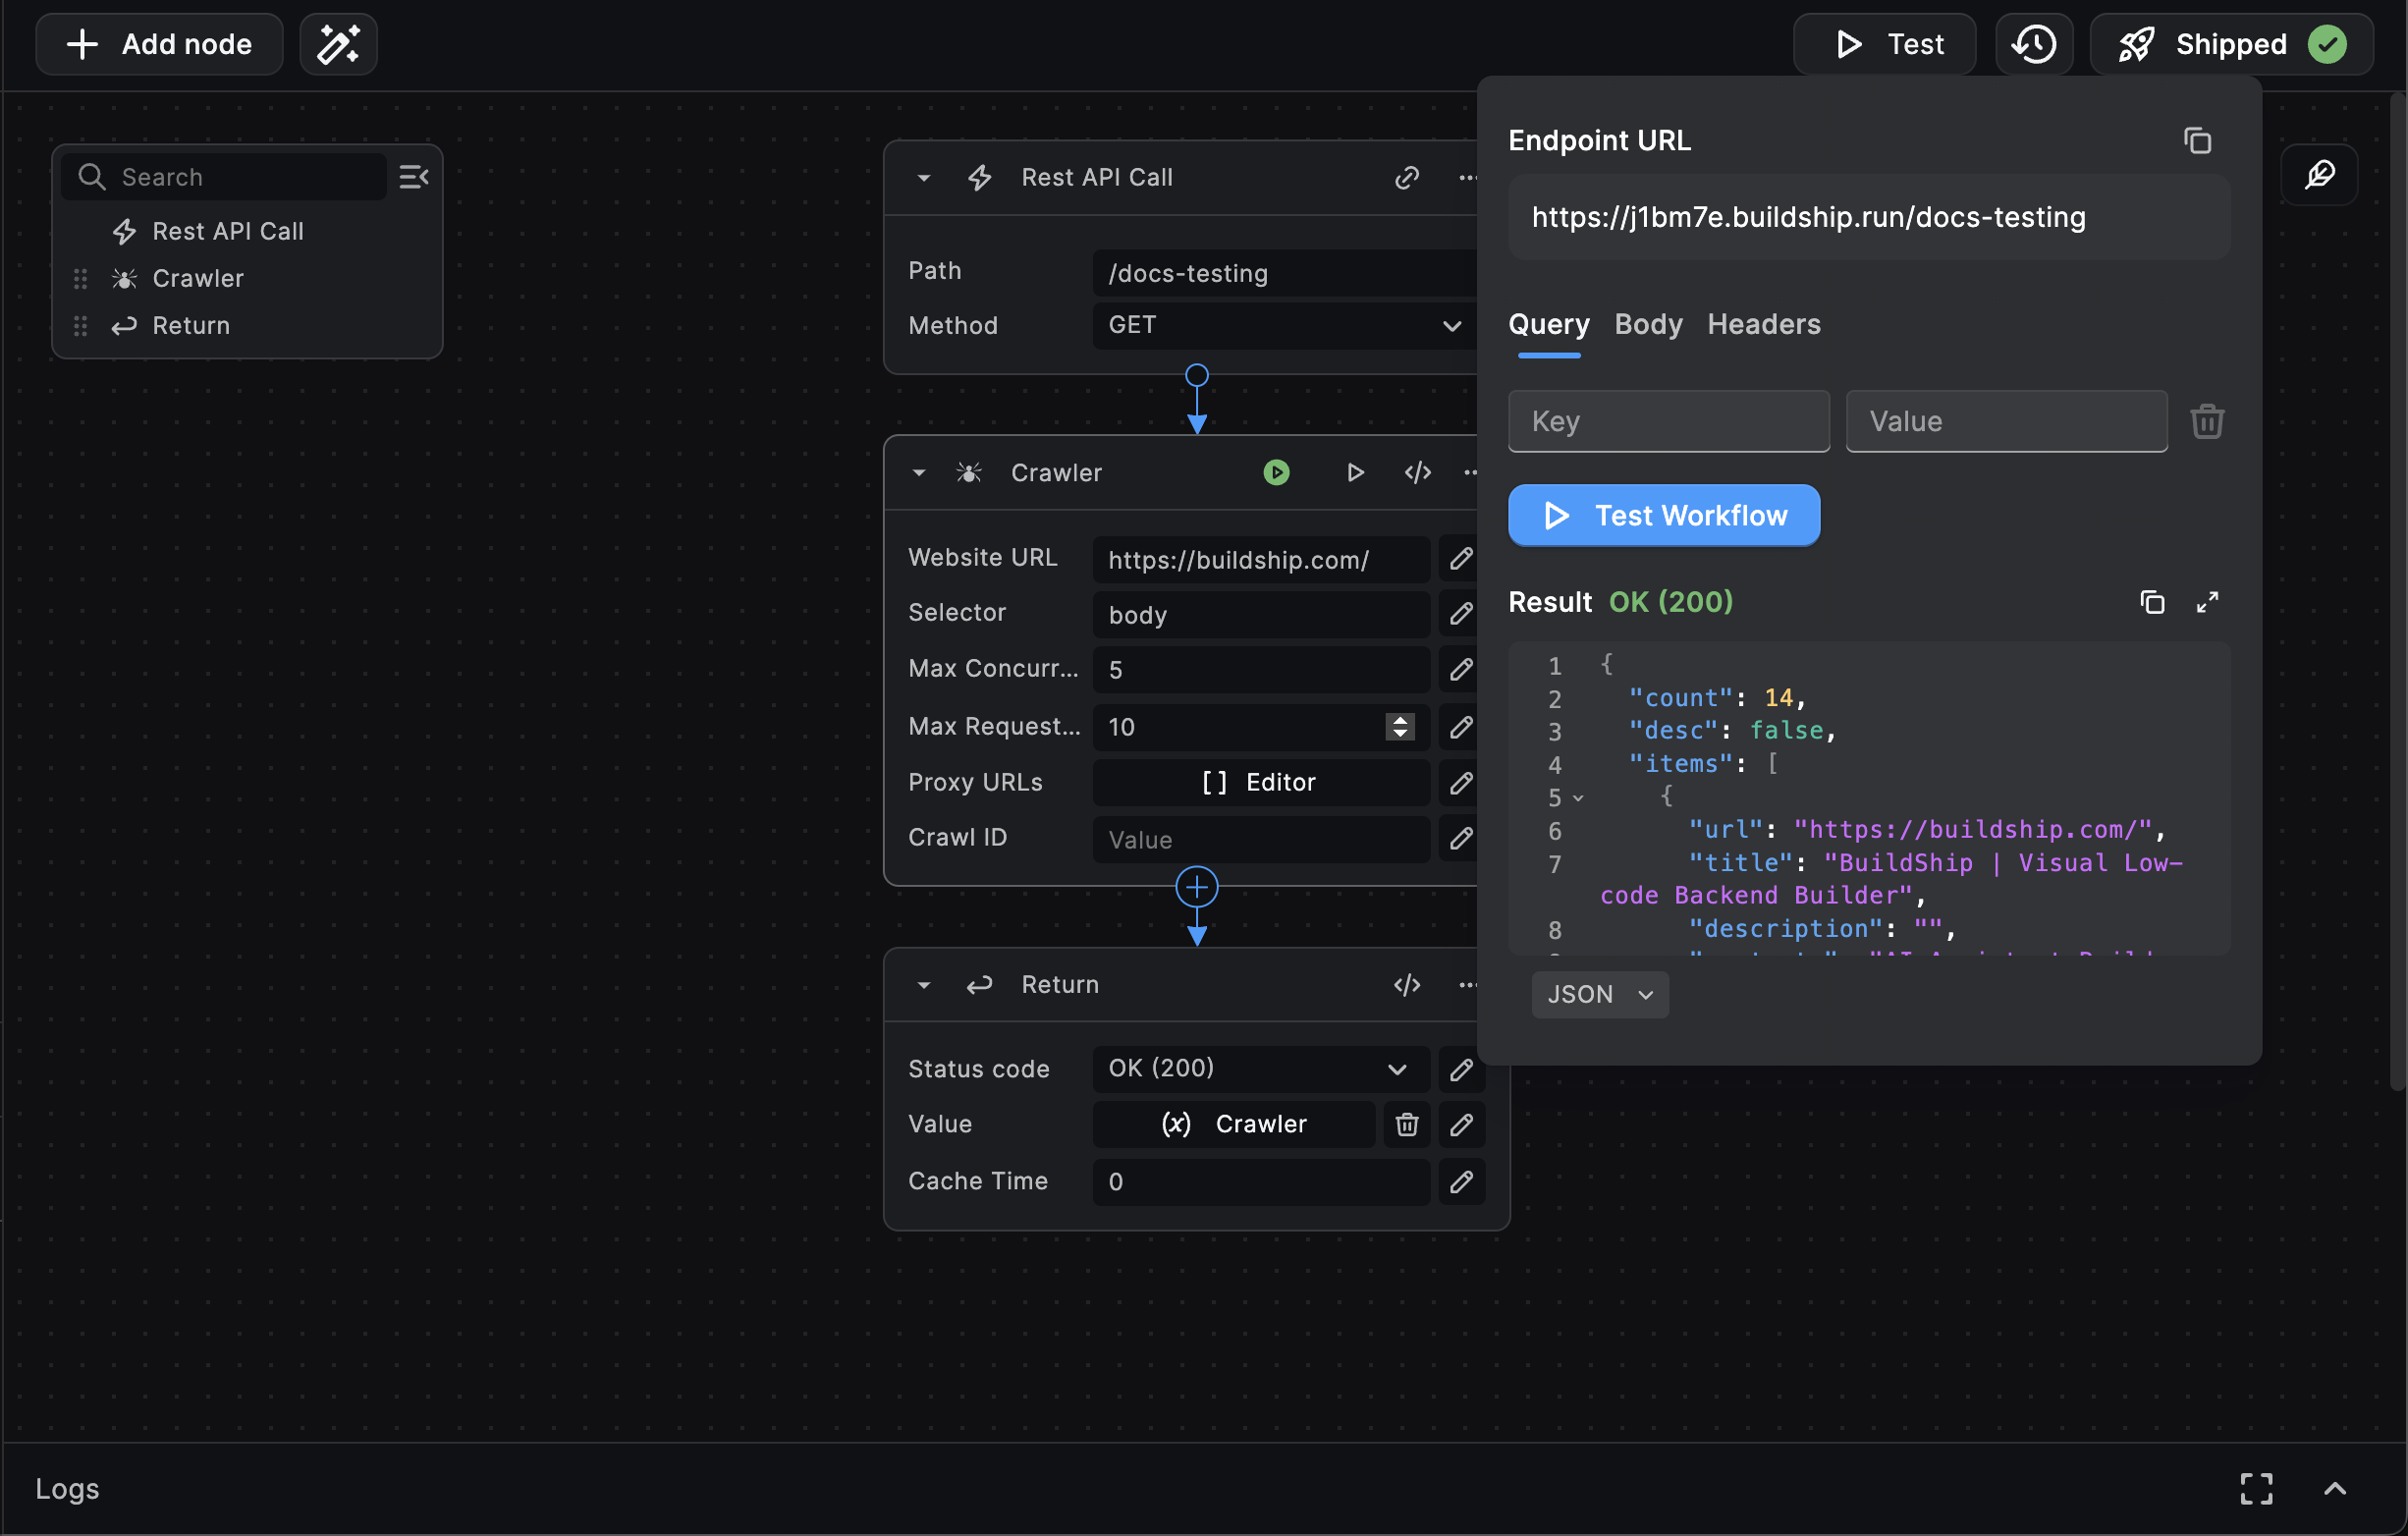 Add node
Test
Shipped
Search
Rest API Call
Crawler
Return
Rest API Call
Path
/docs-testing
Method
GET
Crawler
Website URL
https://buildship.com/
Selector
body
Max Concurr...
5
Max Request...
10
Proxy URLs
[] Editor
Crawl ID
Value
Return
Status code
OK (200)
Value
(x) Crawler
Cache Time
0
Endpoint URL
https://j1bm7e.buildship.run/docs-testing
Query Body Headers
Key
Value
Test Workflow
Result OK (200)
1 {
2 "count": 14,
3 "desc": false,
4 "items": [
5 {
6 "url": "https://buildship.com/",
7 "title": "BuildShip | Visual Low-
code Backend Builder",
8 "description": "",
JSON
Logs